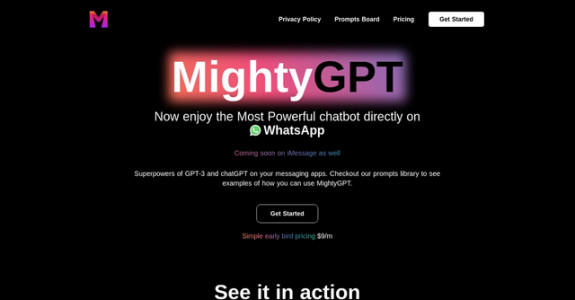 M
Privacy Policy
Prompts Board
Pricing
Get Started
MightyGPT
Now enjoy the Most Powerful chatbot directly on
WhatsApp
Coming soon on iMessage as well
Superpowers of GPT-3 and chatGPT on your messaging apps. Checkout our prompts library to see
examples of how you can use MightyGPT.
Get Started
Simple early bird pricing $9/m
See it in action